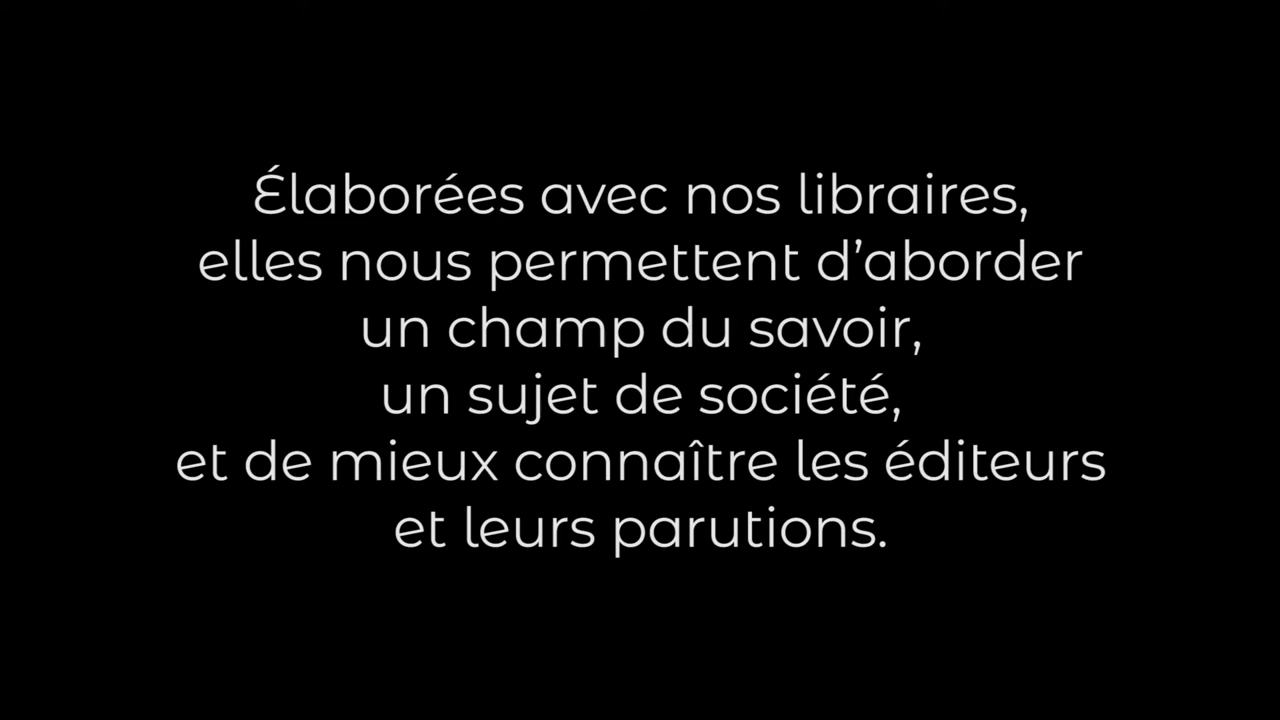 Élaborées avec nos libraires,
elles nous permettent d’aborder
un champ du savoir,
un sujet de société,
et de mieux connaître les éditeurs
et leurs parutions.